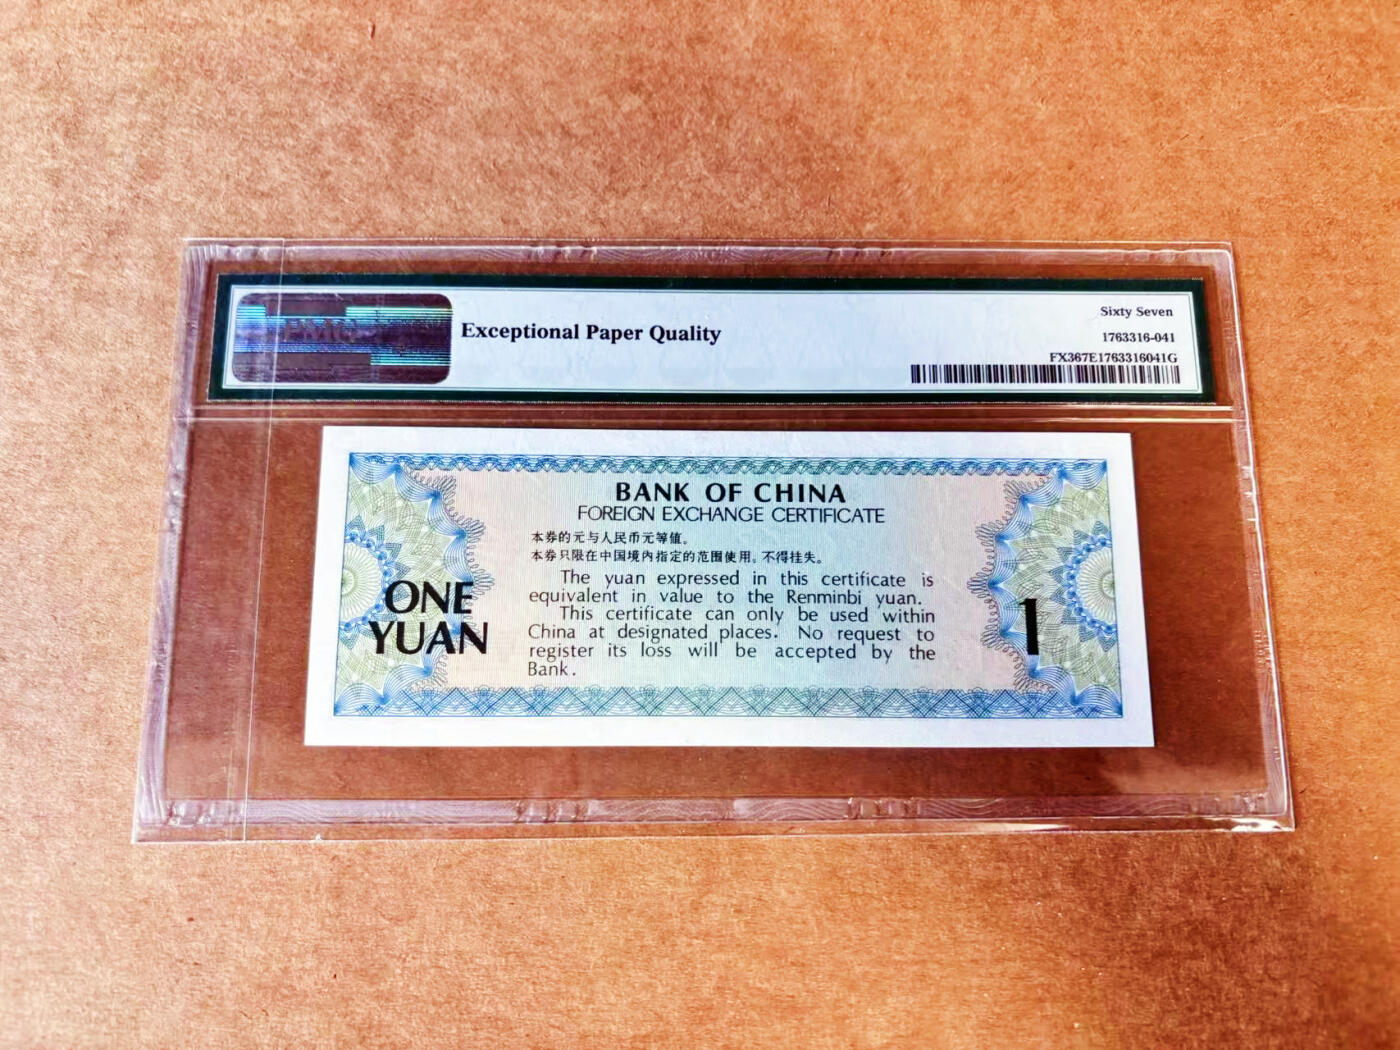 Exceptional Paper Quality
Sixty Seven
1763316-041
FX367E1763316041G
BANK OF CHINA
FOREIGN EXCHANGE CERTIFICATE
本券的元与人民币元等值。
本券只限在中国境内指定的范围使用。不得挂失。
The yuan expressed in this certificate is
equivalent in value to the Renminbi yuan.
This certificate can only be used within
China at designated places. No request to
register its loss will be accepted by the
Bank.
ONE
YUAN
1